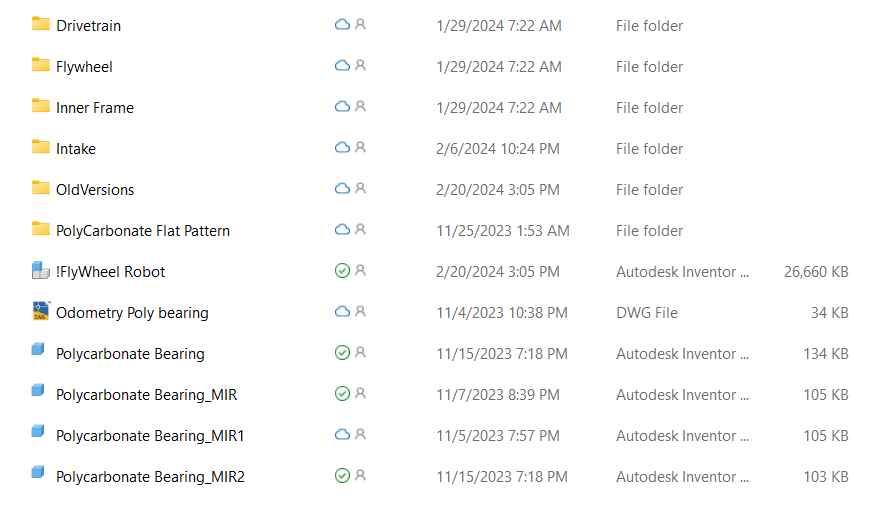 Drivetrain 1/29/2024 7:22 AM File folder
Flywheel 1/29/2024 7:22 AM File folder
Inner Frame 1/29/2024 7:22 AM File folder
Intake 2/6/2024 10:24 PM File folder
OldVersions 2/20/2024 3:05 PM File folder
PolyCarbonate Flat Pattern 11/25/2023 1:53 AM File folder
!FlyWheel Robot 2/20/2024 3:05 PM Autodesk Inventor ... 26,660 KB
DWG Odometry Poly bearing 11/4/2023 10:38 PM DWG File 34 KB
Polycarbonate Bearing 11/15/2023 7:18 PM Autodesk Inventor ... 134 KB
Polycarbonate Bearing_MIR 11/7/2023 8:39 PM Autodesk Inventor ... 105 KB
Polycarbonate Bearing_MIR1 11/5/2023 7:57 PM Autodesk Inventor ... 105 KB
Polycarbonate Bearing_MIR2 11/15/2023 7:18 PM Autodesk Inventor ... 103 KB